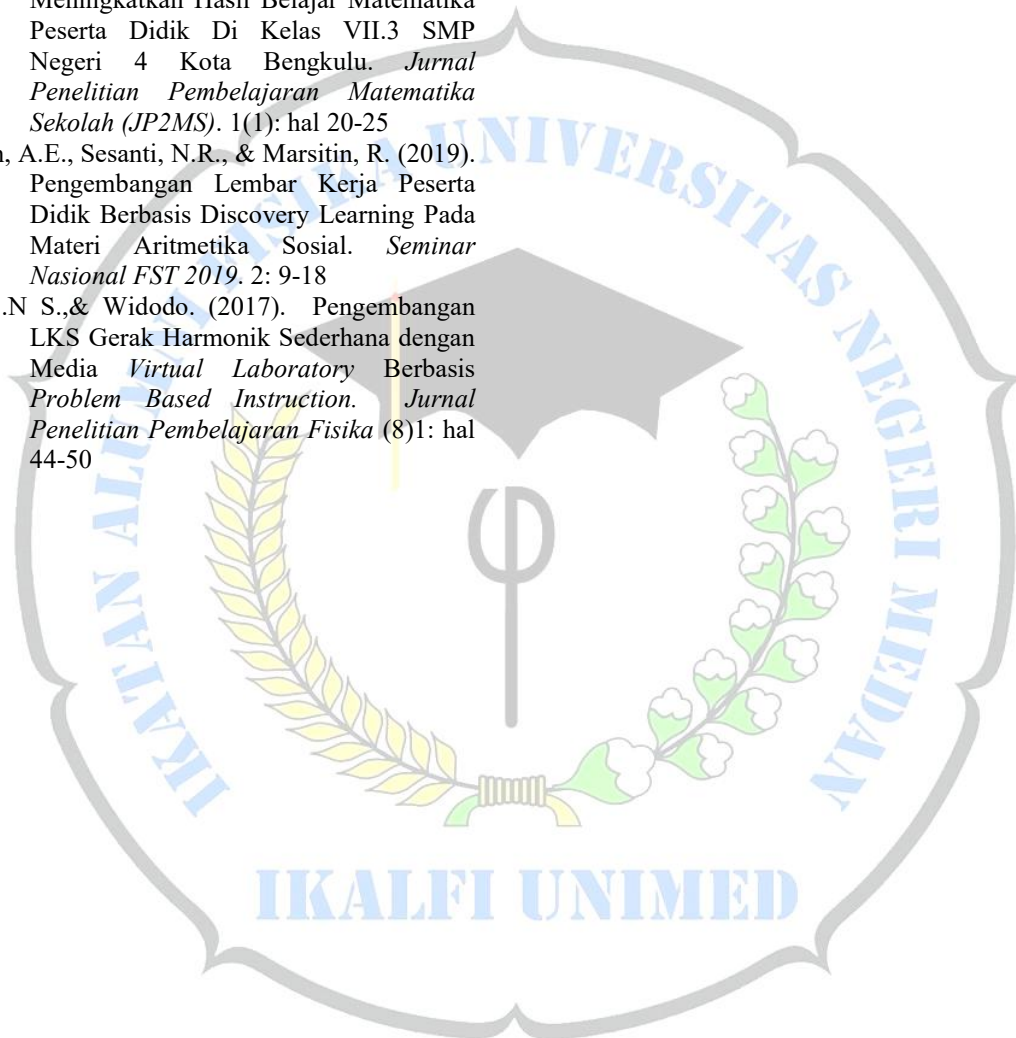 Meningkatkan Hasil Belajar Matematika
Peserta Didik Di Kelas VII.3 SMP
Negeri 4 Kota Bengkulu. Jurnal
Penelitian Pembelajaran Matematika
Sekolah (JP2MS). 1(1): hal 20-25
A.E., Sesanti, N.R., & Marsitin, R. (2019).
Pengembangan Lembar Kerja Peserta
Didik Berbasis Discovery Learning Pada
Materi Aritmetika Sosial. Seminar
Nasional FST 2019. 2: 9-18
.N S.,& Widodo. (2017). Pengembangan
LKS Gerak Harmonik Sederhana dengan
Media Virtual Laboratory Berbasis
Problem Based Instruction. Jurnal
Penelitian Pembelajaran Fisika (8)1: hal
44-50
IKATAN ALUMNI FISIKA UNIVERSITAS NEGERI MEDAN
φ
IKALFI UNIMED